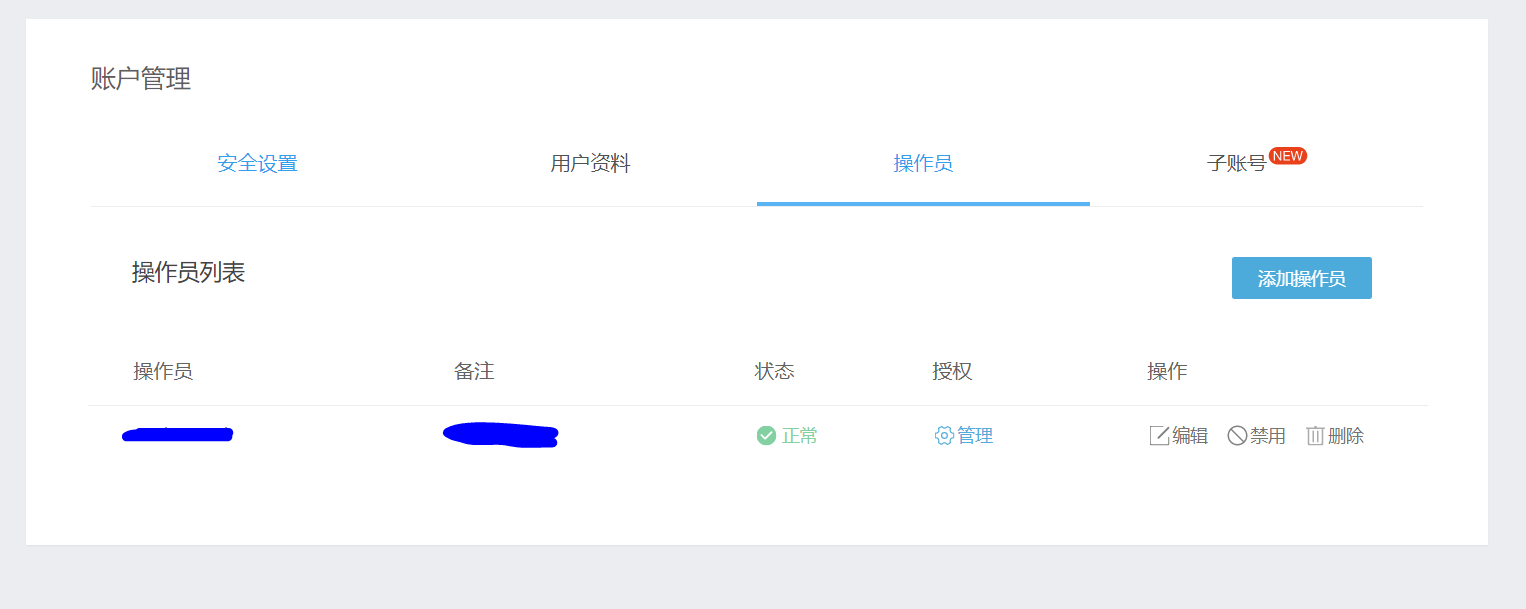 账户管理
安全设置 用户资料 操作员 子账号 NEW
操作员列表 添加操作员
操作员 备注 状态 授权 操作
正常 管理 编辑 禁用 删除